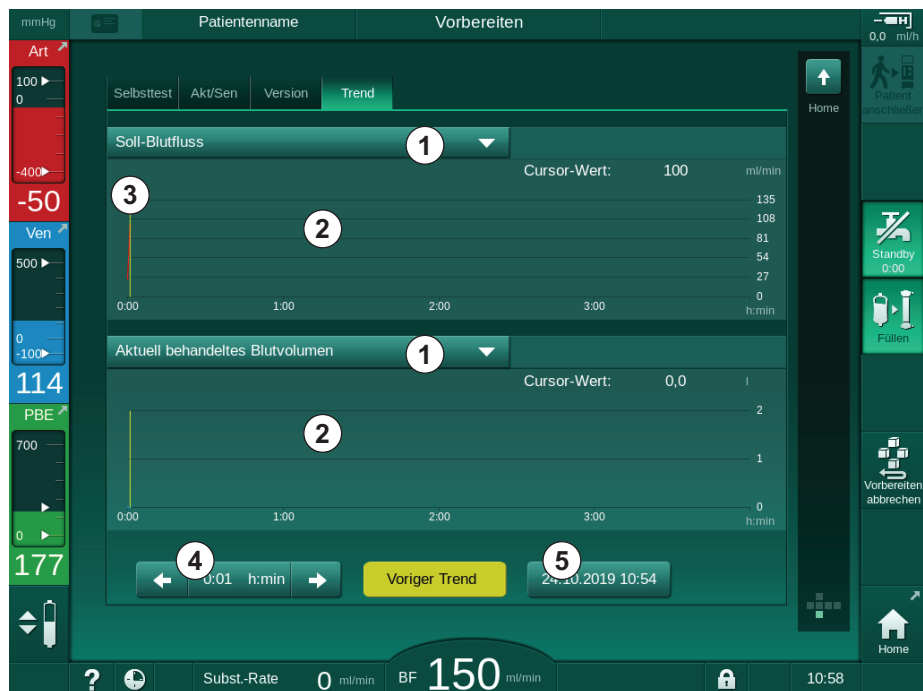 mmHg Patientenname Vorbereiten 0,0 ml/h
Art
100
0
-400
-50
Ven
500
0
-100
114
PBE
700
0
177
Selbsttest Akt/Sen Version Trend
Home
Soll-Blutfluss 1
Cursor-Wert: 100 ml/min
3
2
135
108
81
54
27
0
0:00 1:00 2:00 3:00 h:min
Aktuell behandeltes Blutvolumen 1
Cursor-Wert: 0,0 l
2
2
1
0
0:00 1:00 2:00 3:00 h:min
4
5
0:01 h:min Voriger Trend 24.10.2019 10:54
Patient
anschließen
Standby
0:00
Füllen
Vorbereiten
abbrechen
Home
? Subst.-Rate 0 ml/min BF 150 ml/min 10:58